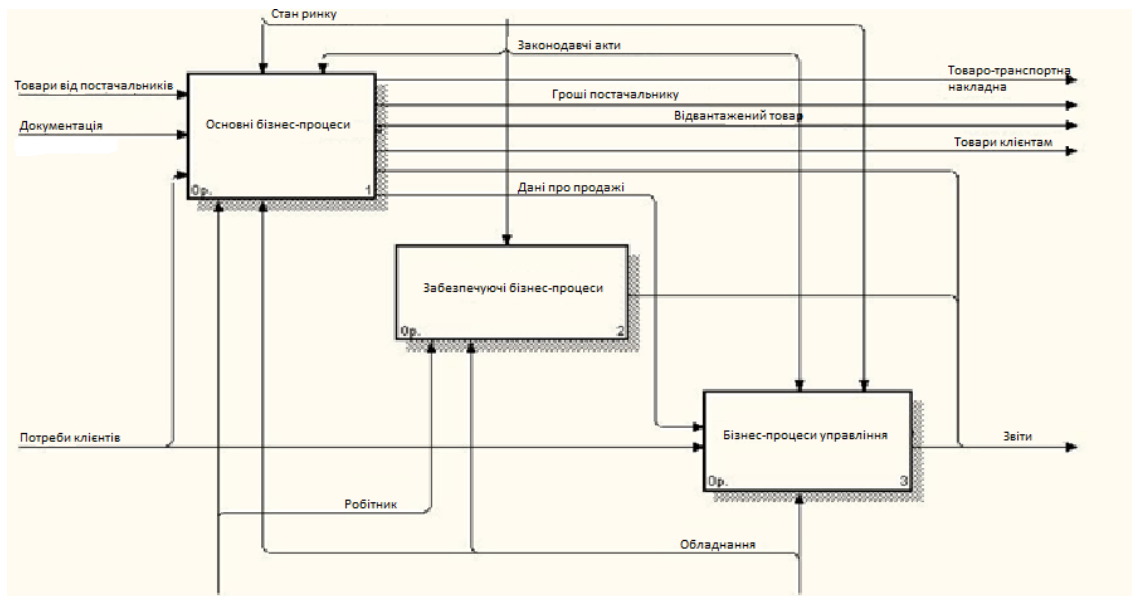 Стан ринку
Законодавчі акти
Товари від постачальників
Товаро-транспортна
накладна
Гроші постачальнику
Відвантажений товар
Документація
Основні бізнес-процеси
Товари клієнтам
0р.
1
Дані про продажі
Забезпечуючі бізнес-процеси
0р.
2
Потреби клієнтів
Бізнес-процеси управління
Звіти
0р.
3
Робітник
Обладнання